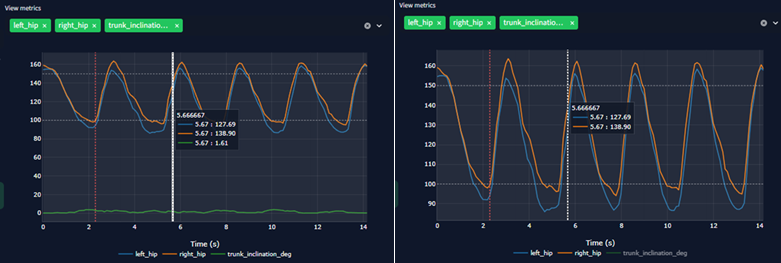 View metrics
left_hip × right_hip × trunk_inclinatio... ×
160
140
120
100
80
60
40
20
0
5.666667
5.67 : 127.69
5.67 : 138.90
5.67 : 1.61
0 2 4 6 8 10 12 14
Time (s)
left_hip right_hip trunk_inclination_deg
View metrics
left_hip × right_hip × trunk_inclinatio... ×
160
150
140
130
120
110
100
90
5.666667
5.67 : 127.69
5.67 : 138.90
0 2 4 6 8 10 12 14
Time (s)
left_hip right_hip trunk_inclination_deg